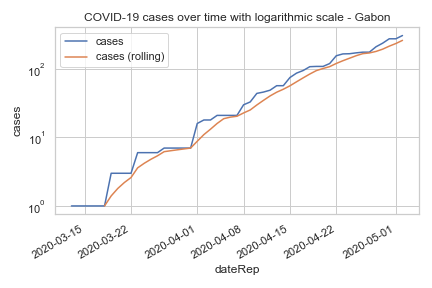 COVID-19 cases over time with logarithmic scale - Gabon
cases
cases (rolling)
10²
10¹
10⁰
cases
2020-03-15
2020-03-22
2020-04-01
2020-04-08
2020-04-15
2020-04-22
2020-05-01
dateRep